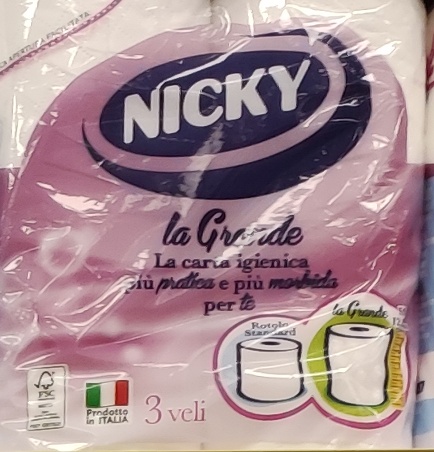 NICKY
la Grande
La carta igienica
più pratica e più morbida
per te
la Grande
Rotolo
Standard
FSC
Prodotto
in ITALIA
3 veli